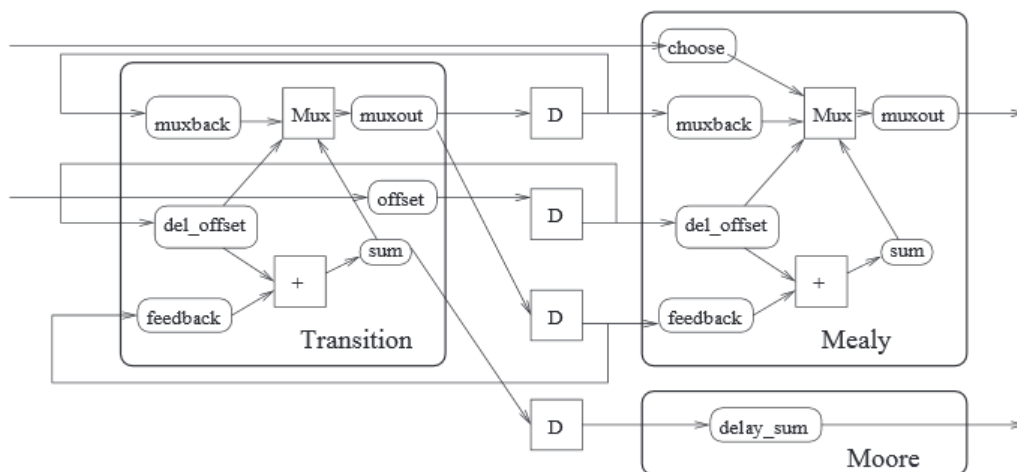 choose
muxback
Mux
muxout
D
muxback
Mux
muxout
offset
D
del_offset
del_offset
sum
sum
+
+
feedback
D
feedback
Transition
Mealy
D
delay_sum
Moore